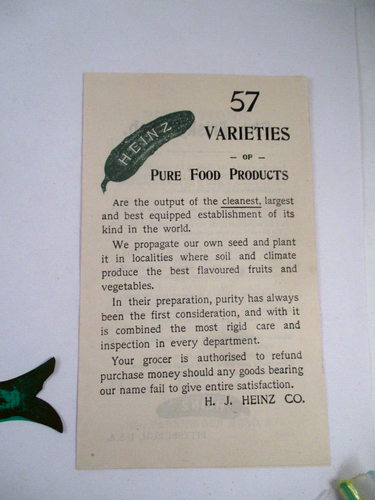 HEINZ
57
VARIETIES
- OF -
PURE FOOD PRODUCTS
Are the output of the cleanest, largest
and best equipped establishment of its
kind in the world.
We propagate our own seed and plant
it in localities where soil and climate
produce the best flavoured fruits and
vegetables.
In their preparation, purity has always
been the first consideration, and with it
is combined the most rigid care and
inspection in every department.
Your grocer is authorised to refund
purchase money should any goods bearing
our name fail to give entire satisfaction.
H. J. HEINZ CO.